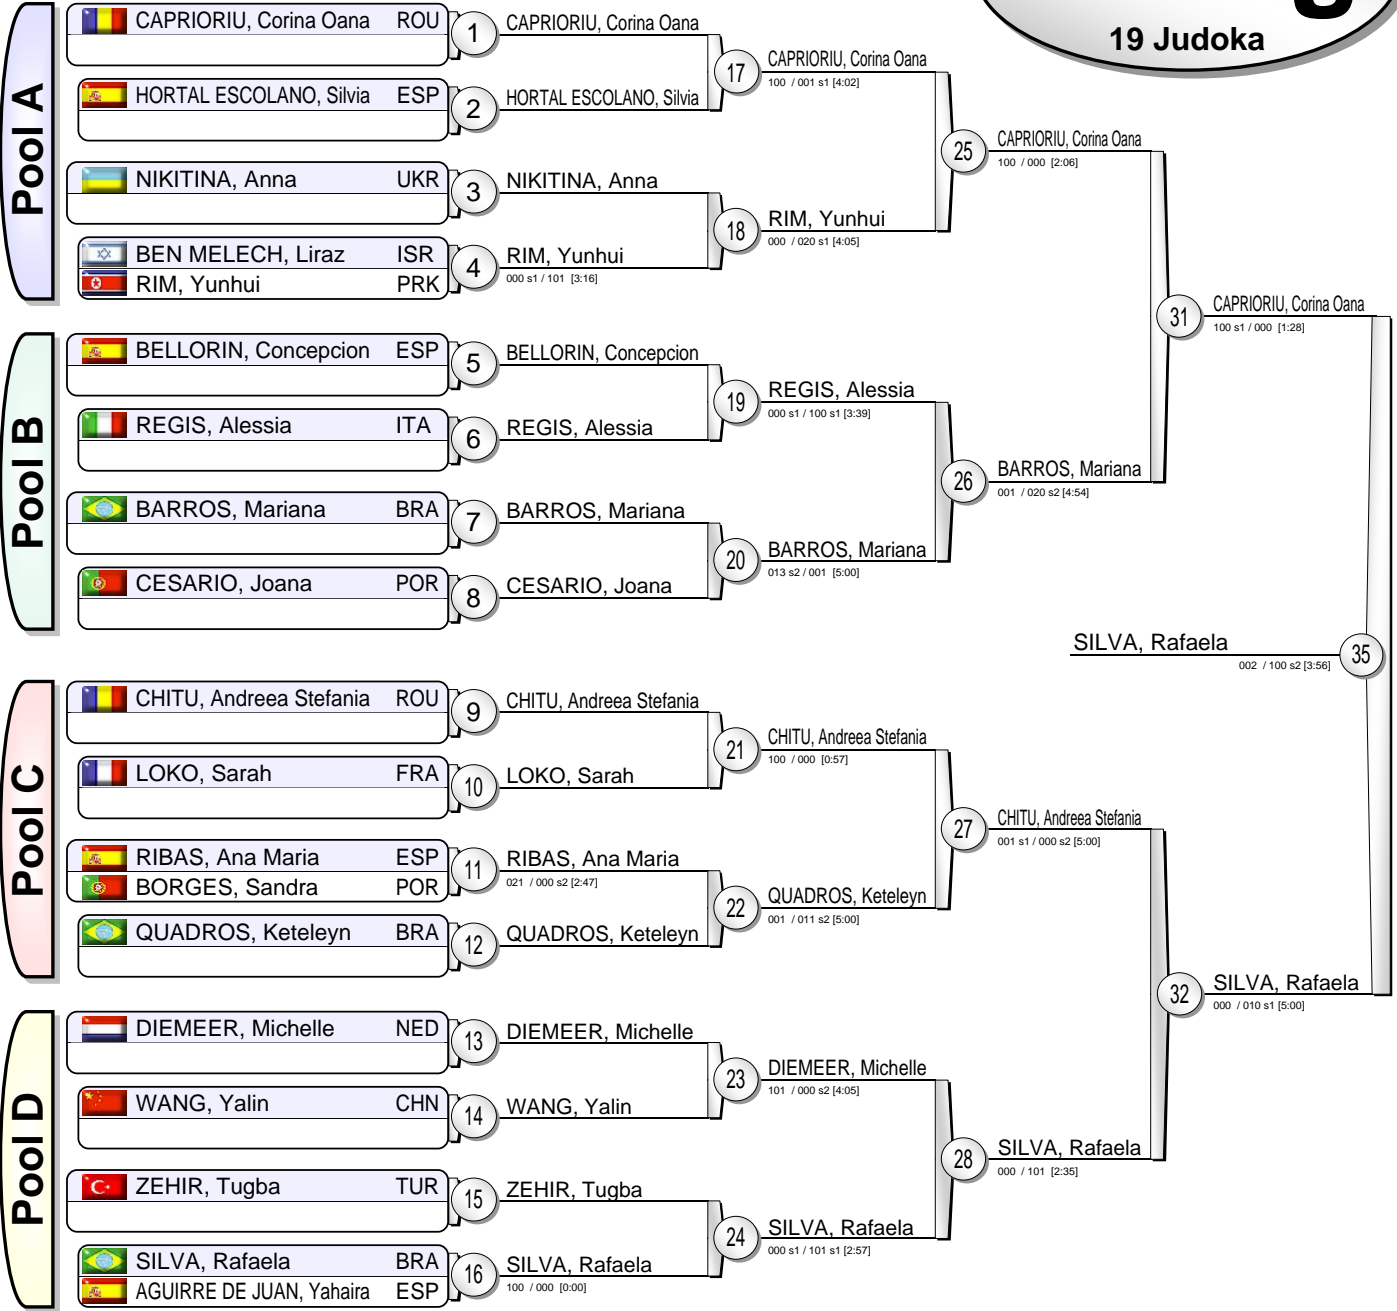 19 Judoka
Pool A
CAPRIORIU, Corina Oana ROU
1
HORTAL ESCOLANO, Silvia ESP
2
NIKITINA, Anna UKR
3
BEN MELECH, Liraz ISR
RIM, Yunhui PRK
4
Pool B
BELLORIN, Concepcion ESP
5
REGIS, Alessia ITA
6
BARROS, Mariana BRA
7
CESARIO, Joana POR
8
Pool C
CHITU, Andreea Stefania ROU
9
LOKO, Sarah FRA
10
RIBAS, Ana Maria ESP
BORGES, Sandra POR
11
QUADROS, Keteleyn BRA
12
Pool D
DIEMEER, Michelle NED
13
WANG, Yalin CHN
14
ZEHIR, Tugba TUR
15
SILVA, Rafaela BRA
AGUIRRE DE JUAN, Yahaira ESP
16
CAPRIORIU, Corina Oana
HORTAL ESCOLANO, Silvia
17
NIKITINA, Anna
RIM, Yunhui
000 s1 / 101 [3:16]
18
BELLORIN, Concepcion
REGIS, Alessia
19
BARROS, Mariana
CESARIO, Joana
20
CHITU, Andreea Stefania
LOKO, Sarah
21
RIBAS, Ana Maria
021 / 000 s2 [2:47]
QUADROS, Keteleyn
22
DIEMEER, Michelle
WANG, Yalin
23
ZEHIR, Tugba
SILVA, Rafaela
100 / 000 [0:00]
24
CAPRIORIU, Corina Oana
100 / 001 s1 [4:02]
RIM, Yunhui
000 / 020 s1 [4:05]
25
REGIS, Alessia
000 s1 / 100 s1 [3:39]
BARROS, Mariana
013 s2 / 001 [5:00]
26
CHITU, Andreea Stefania
100 / 000 [0:57]
QUADROS, Keteleyn
001 / 011 s2 [5:00]
27
DIEMEER, Michelle
101 / 000 s2 [4:05]
SILVA, Rafaela
000 s1 / 101 s1 [2:57]
28
CAPRIORIU, Corina Oana
100 / 000 [2:06]
BARROS, Mariana
001 / 020 s2 [4:54]
31
CHITU, Andreea Stefania
001 s1 / 000 s2 [5:00]
SILVA, Rafaela
000 / 101 [2:35]
32
CAPRIORIU, Corina Oana
100 s1 / 000 [1:28]
SILVA, Rafaela
000 / 010 s1 [5:00]
SILVA, Rafaela
002 / 100 s2 [3:56]
35